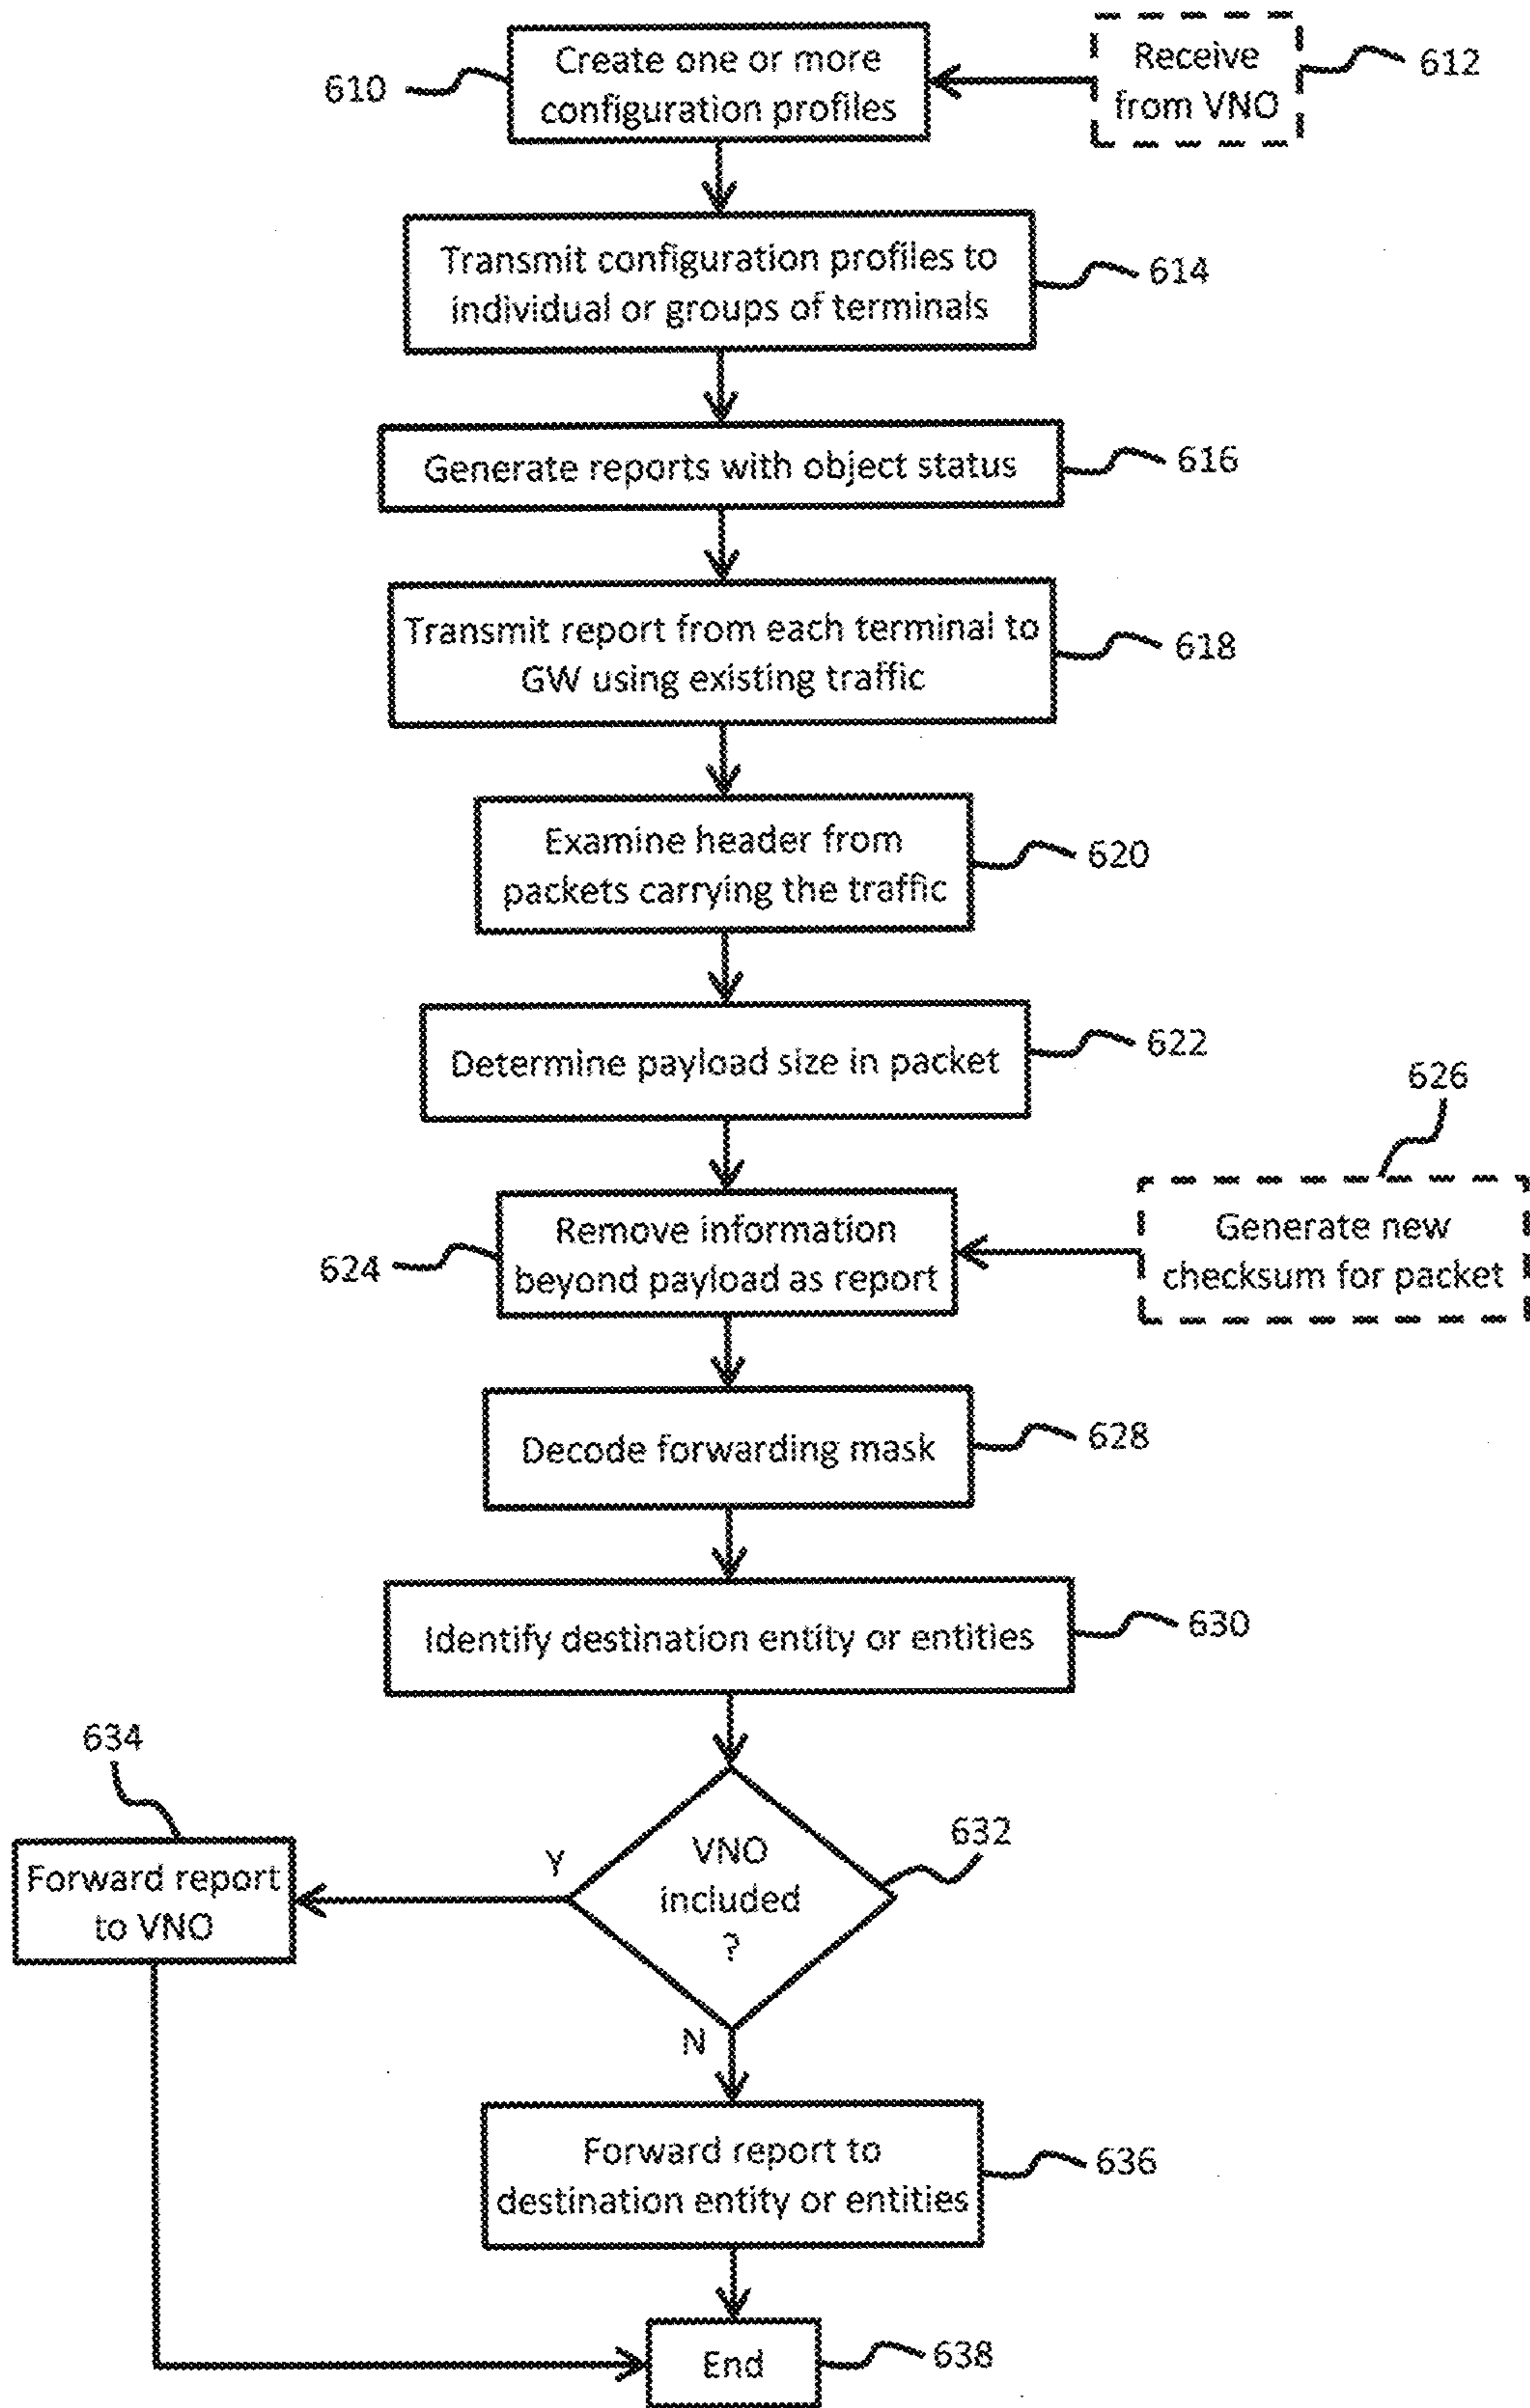 610
Create one or more
configuration profiles
Receive
from VNO
612
Transmit configuration profiles to
individual or groups of terminals
614
Generate reports with object status
616
Transmit report from each terminal to
GW using existing traffic
618
Examine header from
packets carrying the traffic
620
Determine payload size in packet
622
624
Remove information
beyond payload as report
626
Generate new
checksum for packet
Decode forwarding mask
628
Identify destination entity or entities
630
634
Forward report
to VNO
Y
VNO
included
?
632
N
Forward report to
destination entity or entities
636
End
638